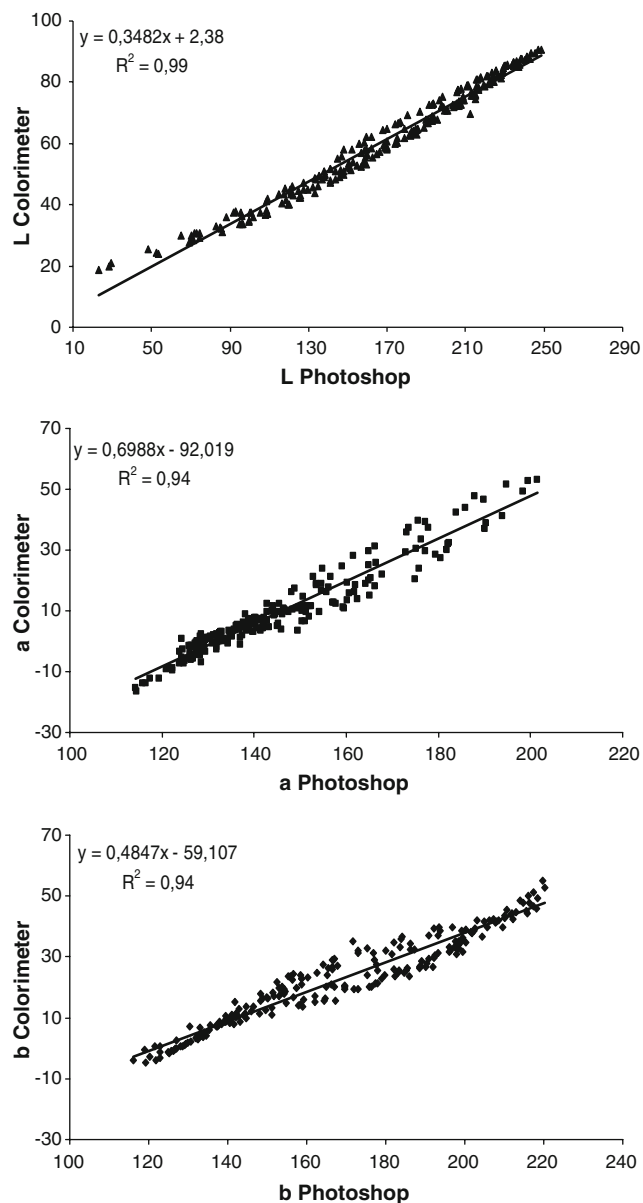 y = 0,3482x + 2,38
R² = 0,99
100
80
60
40
20
0
L Colorimeter
10 50 90 130 170 210 250 290
L Photoshop
y = 0,6988x - 92,019
R² = 0,94
70
50
30
10
-10
-30
a Colorimeter
100 120 140 160 180 200 220
a Photoshop
y = 0,4847x - 59,107
R² = 0,94
70
50
30
10
-10
-30
b Colorimeter
100 120 140 160 180 200 220 240
b Photoshop